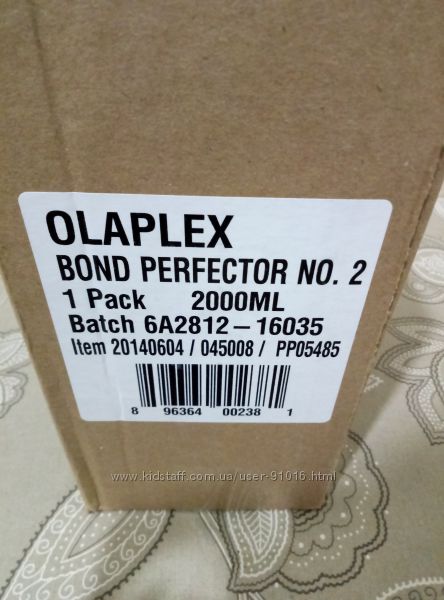 OLAPLEX
BOND PERFECTOR NO. 2
1 Pack 2000ML
Batch 6A2812-16035
Item 20140604 / 045008 / PP05485
8 96364 00238 1
www.kidstaff.com.ua/user-91016.html